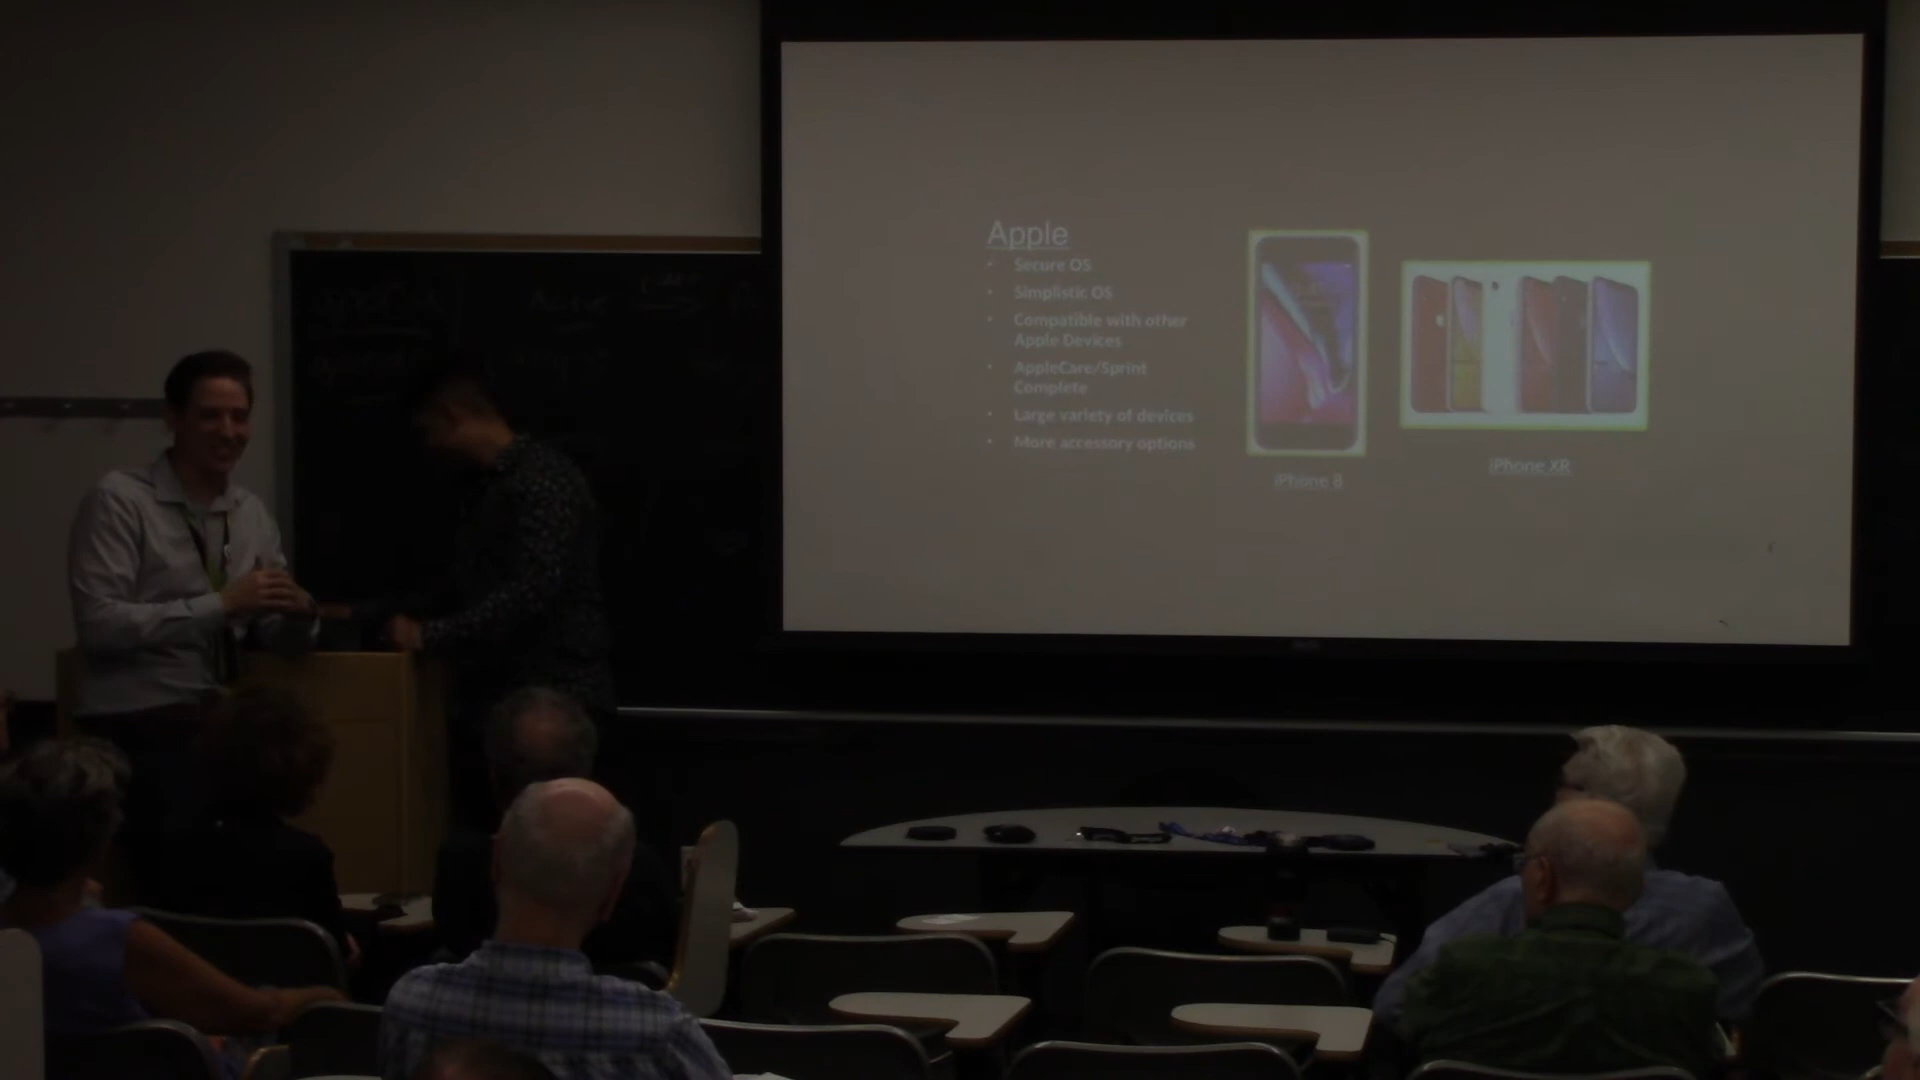 Apple
• Secure OS
• Simplistic OS
• Compatible with other
Apple Devices
• AppleCare/Sprint
Complete
• Large variety of devices
• More accessory options
iPhone 8
iPhone XR